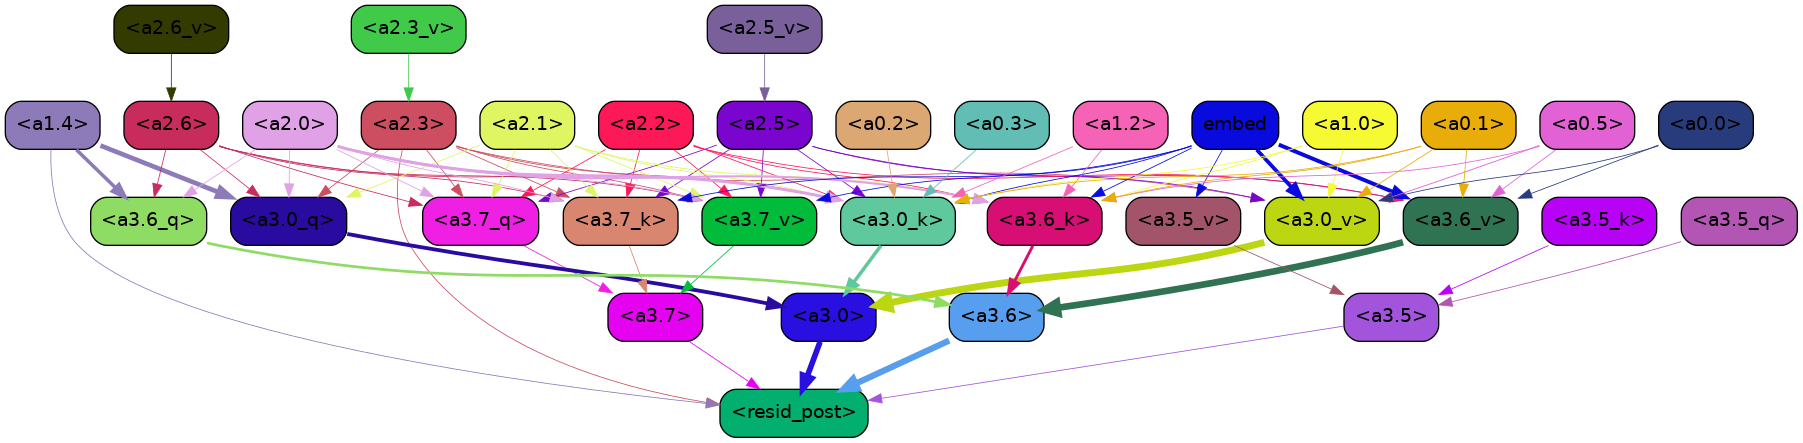 <a2.6_v> <a2.3_v> <a2.5_v>
<a1.4> <a2.6> <a2.0> <a2.3> <a2.1> <a2.2> <a2.5> <a0.2> <a0.3> <a1.2> embed <a1.0> <a0.1> <a0.5> <a0.0>
<a3.6_q> <a3.0_q> <a3.7_q> <a3.7_k> <a3.7_v> <a3.0_k> <a3.6_k> <a3.5_v> <a3.0_v> <a3.6_v> <a3.5_k> <a3.5_q>
<a3.7> <a3.0> <a3.6> <a3.5>
<resid_post>